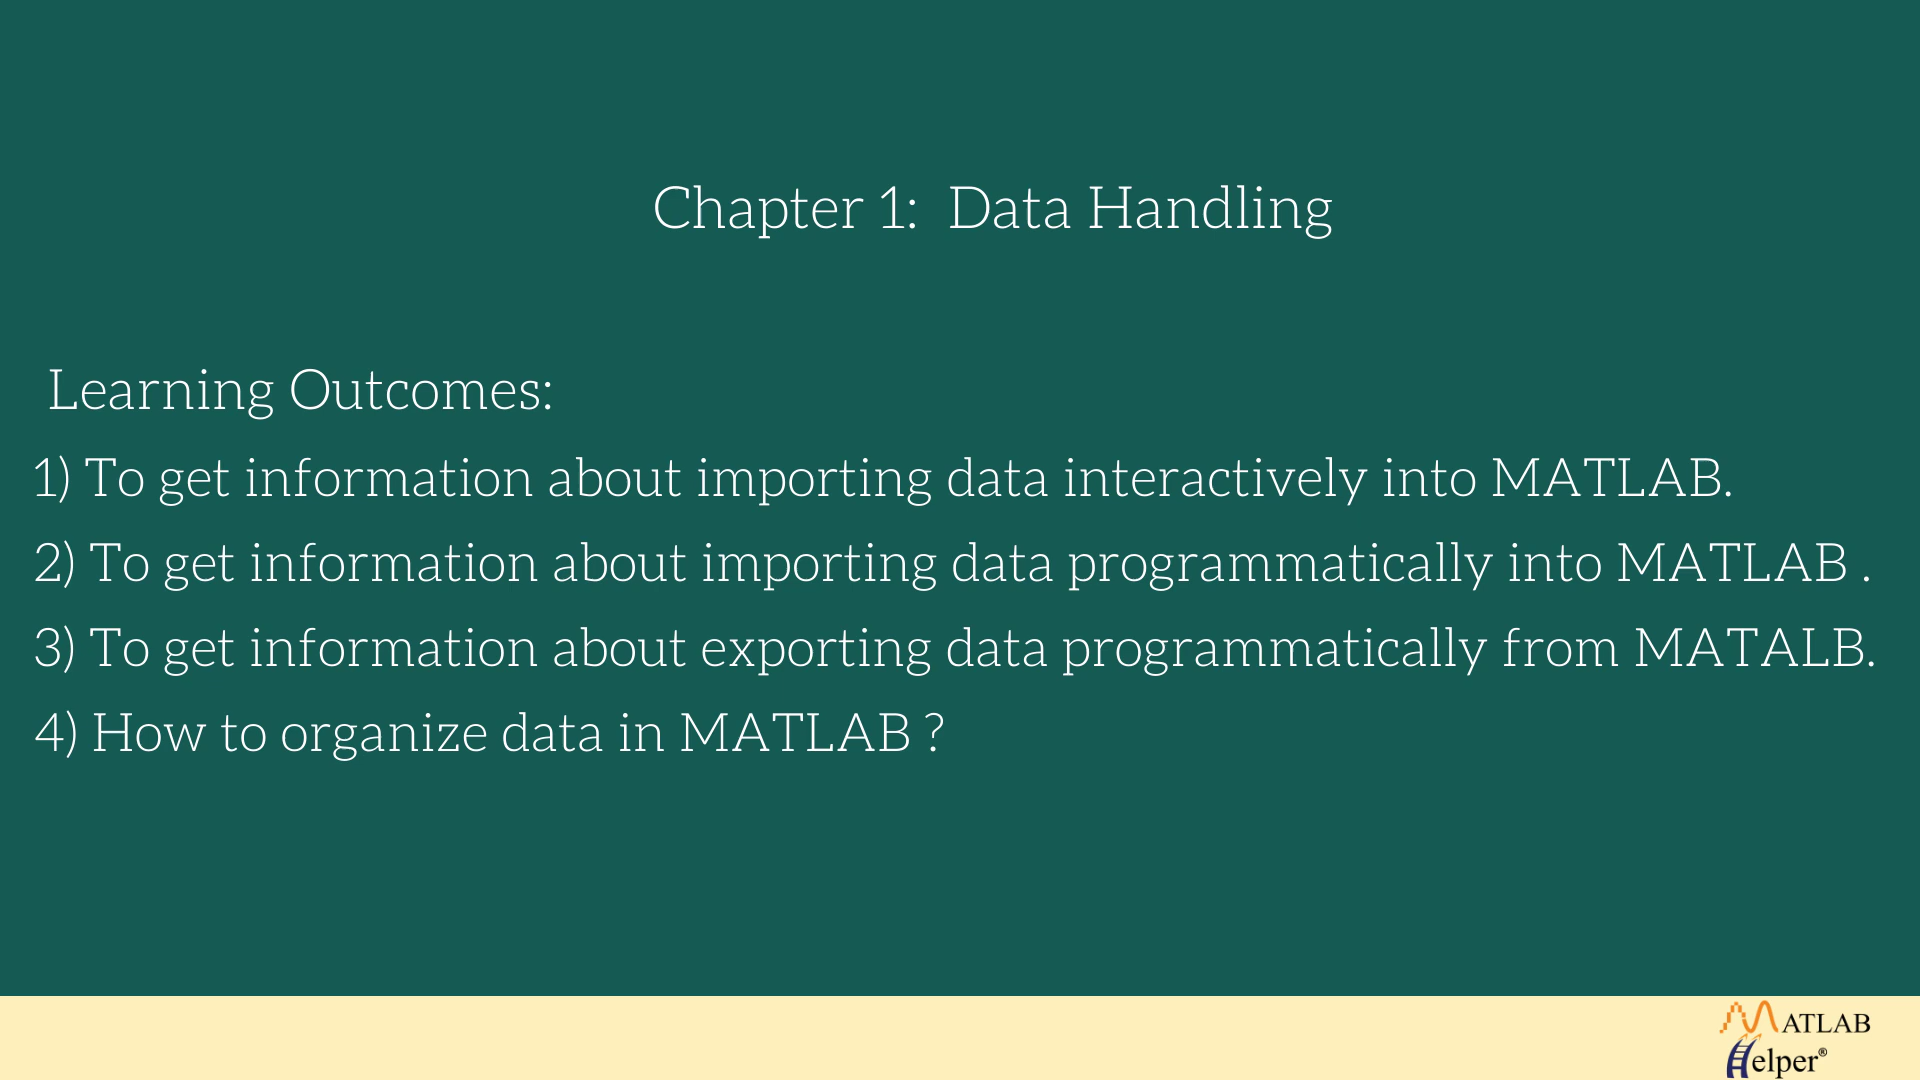 Chapter 1:  Data Handling
Learning Outcomes:
1) To get information about importing data interactively into MATLAB.
2) To get information about importing data programmatically into MATLAB .
3) To get information about exporting data programmatically from MATALB.
4) How to organize data in MATLAB ?
MATLAB
Helper®